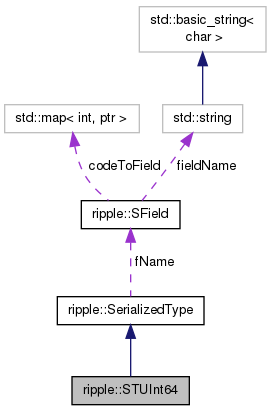 std::basic_string<
char >
std::map< int, ptr >
std::string
codeToField
fieldName
ripple::SField
fName
ripple::SerializedType
ripple::STUInt64